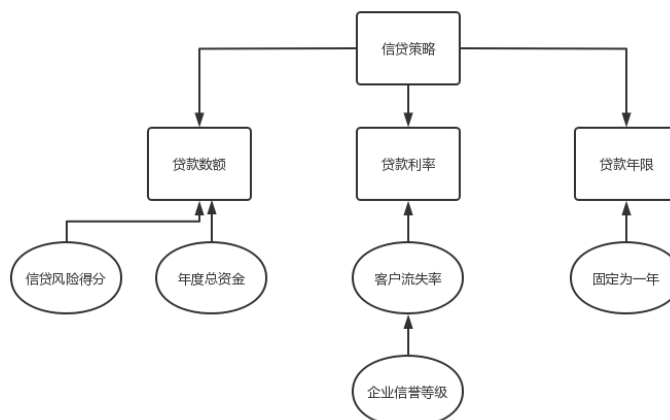 信贷策略
贷款数额
贷款利率
贷款年限
信贷风险得分
年度总资金
客户流失率
固定为一年
企业信誉等级